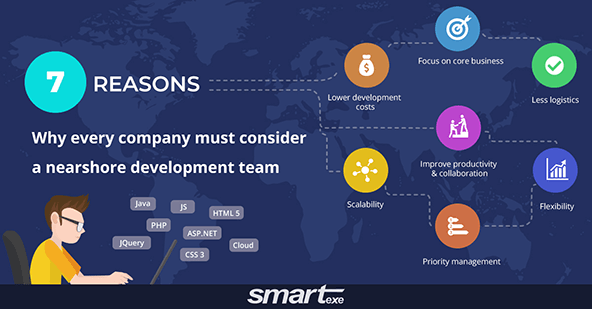 7 REASONS
Why every company must consider
a nearshore development team
Lower development
costs
Focus on core business
Less logistics
Improve productivity
& collaboration
Scalability
Flexibility
Priority management
Java
JS
HTML 5
PHP
ASP.NET
JQuery
Cloud
CSS 3
smart exe